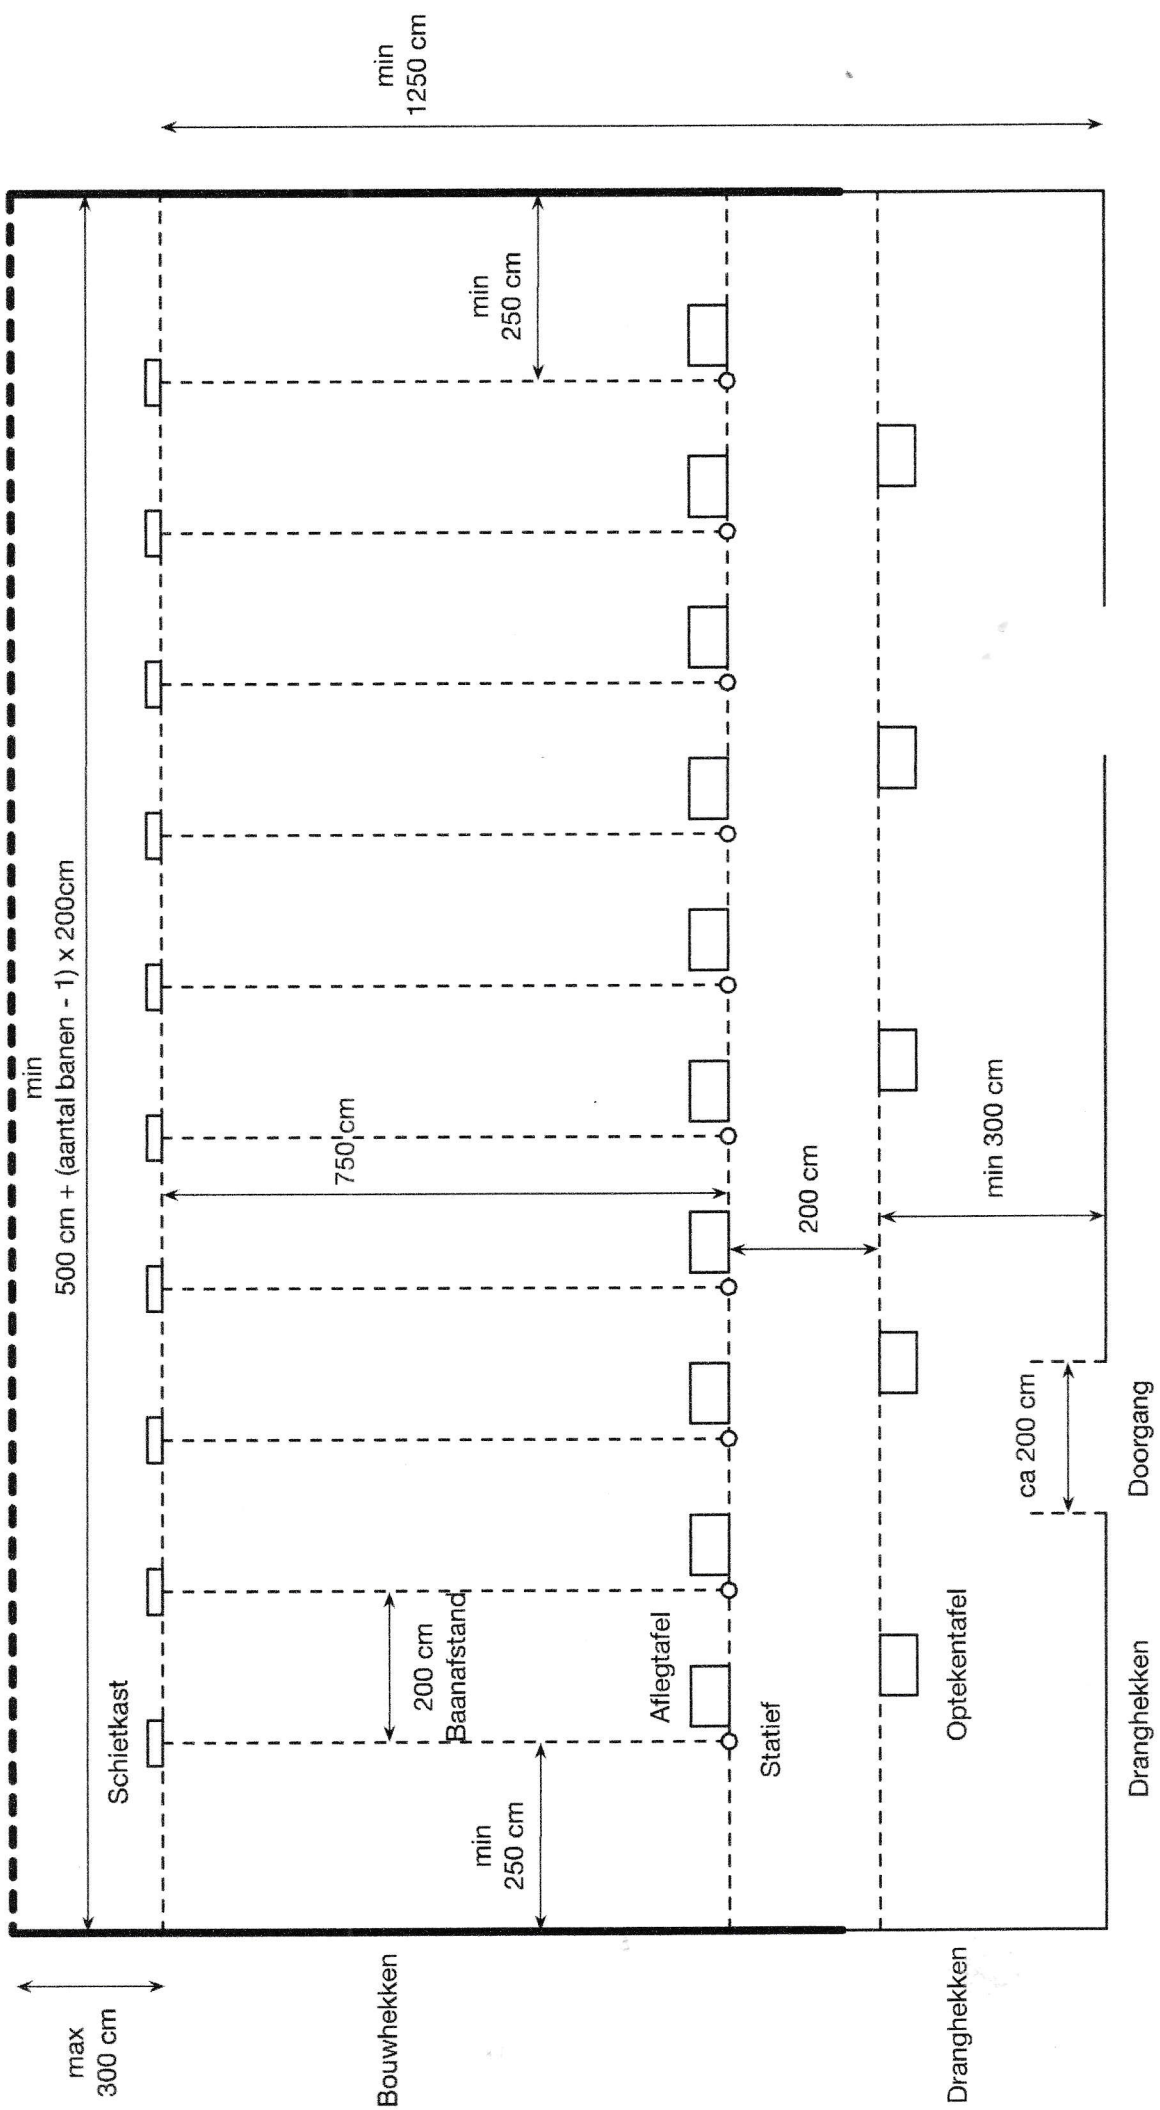 max
300 cm
min
500 cm + (aantal banen - 1) x 200cm
min
1250 cm
Schietkast
750 cm
200 cm
Baanafstand
min
250 cm
min
250 cm
Bouwhekken
Aflegtafel
Statief
200 cm
Optekentafel
min 300 cm
Dranghekken
ca 200 cm
Dranghekken
Doorgang